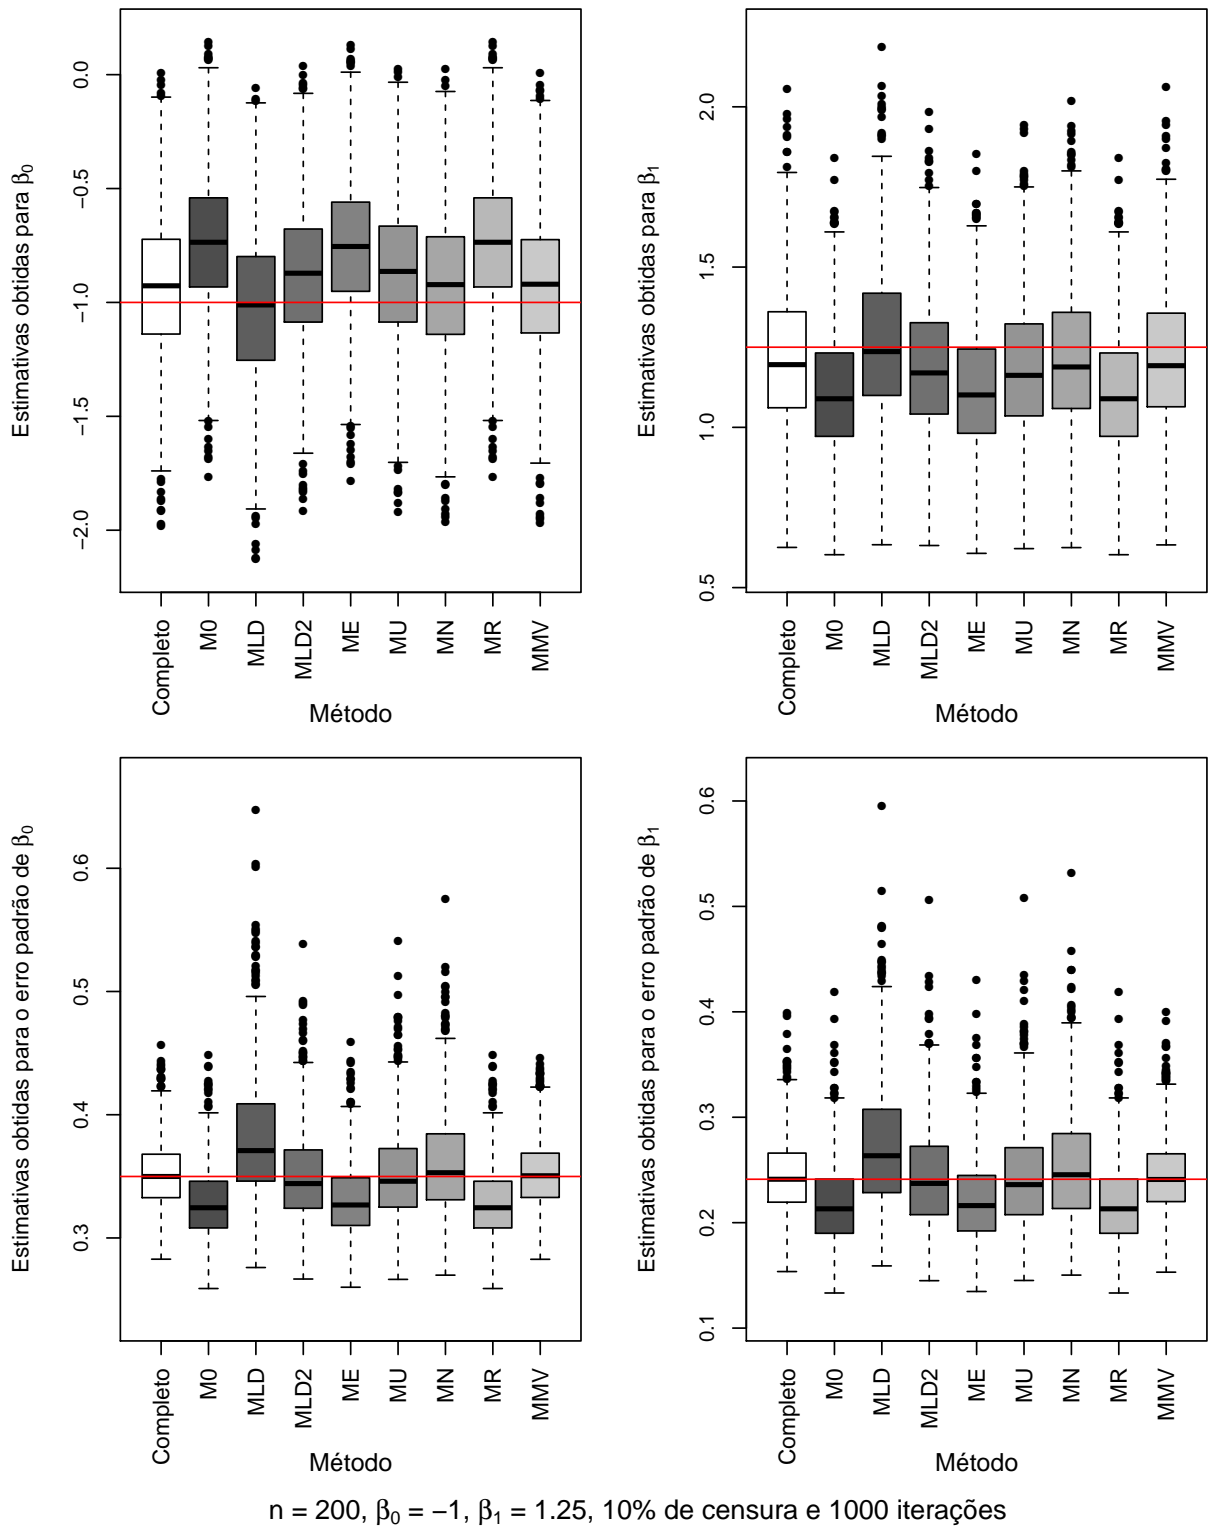 Estimativas obtidas para β₀
0.0
−0.5
−1.0
−1.5
−2.0
Completo
M0
MLD
MLD2
ME
MU
MN
MR
MMV
Método
Estimativas obtidas para β₁
2.0
1.5
1.0
0.5
Completo
M0
MLD
MLD2
ME
MU
MN
MR
MMV
Método
Estimativas obtidas para o erro padrão de β₀
0.6
0.5
0.4
0.3
Completo
M0
MLD
MLD2
ME
MU
MN
MR
MMV
Método
Estimativas obtidas para o erro padrão de β₁
0.6
0.5
0.4
0.3
0.2
0.1
Completo
M0
MLD
MLD2
ME
MU
MN
MR
MMV
Método
n = 200, β₀ = −1, β₁ = 1.25, 10% de censura e 1000 iterações